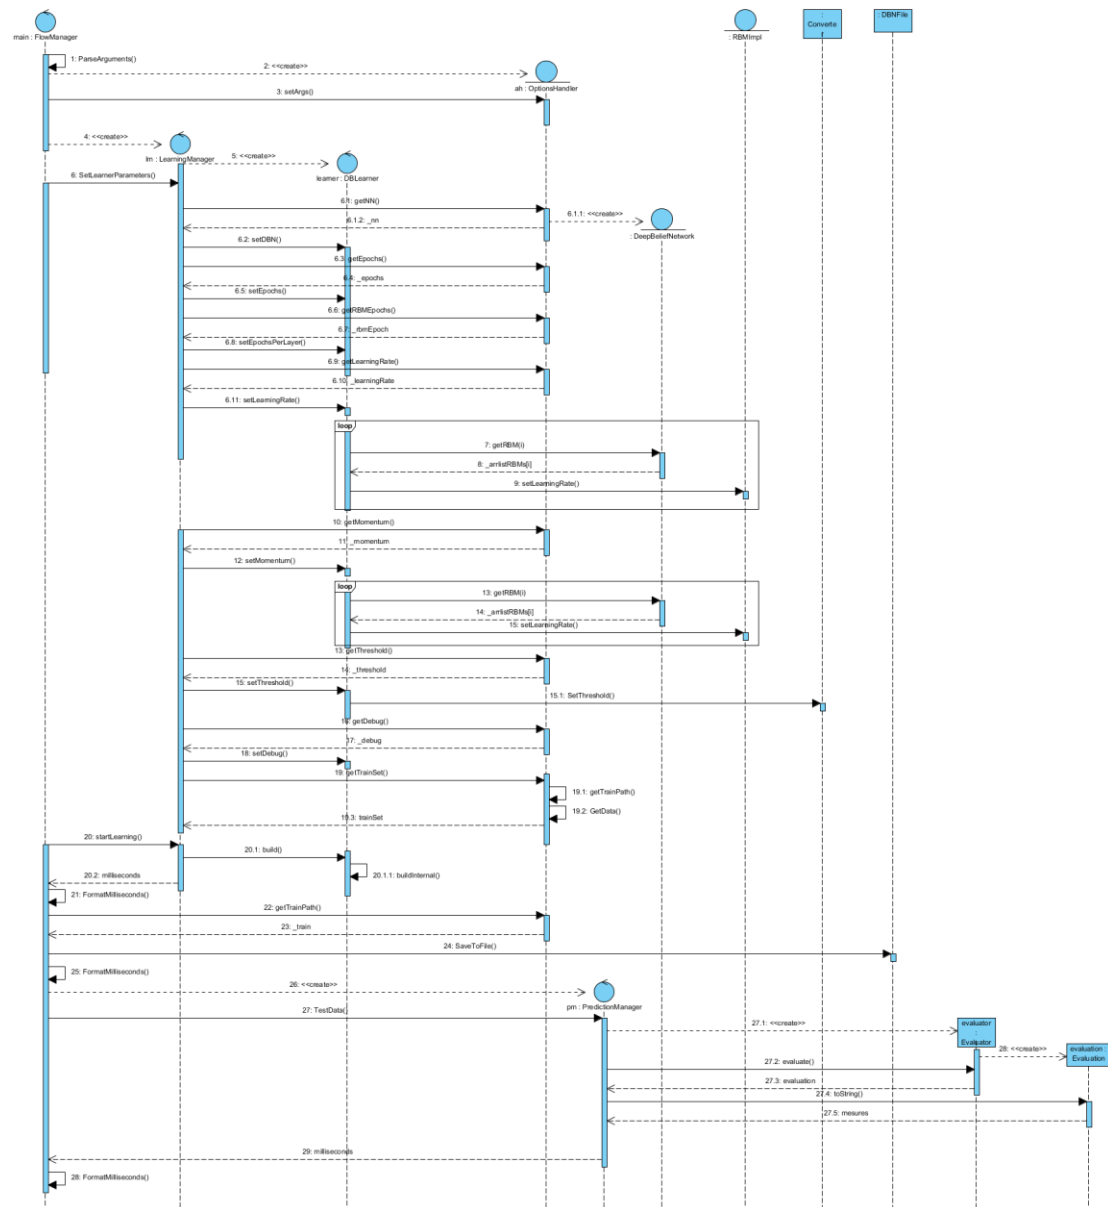 main : FlowManager
: RBMImpl
:
Converte
r
: DBNFile
1: ParseArguments()
2: <<create>>
ah : OptionsHandler
3: setArgs()
4: <<create>>
lm : LearningManager
5: <<create>>
learner : DBLearner
6: SetLearnerParameters()
6.1: getNN()
6.1.1: <<create>>
6.1.2: _nn
: DeepBeliefNetwork
6.2: setDBN()
6.3: getEpochs()
6.4: _epochs
6.5: setEpochs()
6.6: getRBMEpochs()
6.7: _rbmEpoch
6.8: setEpochsPerLayer()
6.9: getLearningRate()
6.10: _learningRate
6.11: setLearningRate()
loop
7: getRBM(i)
8: _arrlistRBMs[i]
9: setLearningRate()
10: getMomentum()
11: _momentum
12: setMomentum()
loop
13: getRBM(i)
14: _arrlistRBMs[i]
15: setLearningRate()
13: getThreshold()
14: _threshold
15: setThreshold()
15.1: SetThreshold()
16: getDebug()
17: _debug
18: setDebug()
19: getTrainSet()
19.1: getTrainPath()
19.2: GetData()
19.3: trainSet
20: startLearning()
20.1: build()
20.1.1: buildInternal()
20.2: milliseconds
21: FormatMilliseconds()
22: getTrainPath()
23: _train
24: SaveToFile()
25: FormatMilliseconds()
26: <<create>>
pm : PredictionManager
27: TestData()
27.1: <<create>>
evaluator
:
Evaluator
28: <<create>>
evaluation :
Evaluation
27.2: evaluate()
27.3: evaluation
27.4: toString()
27.5: mesures
29: milliseconds
28: FormatMilliseconds()